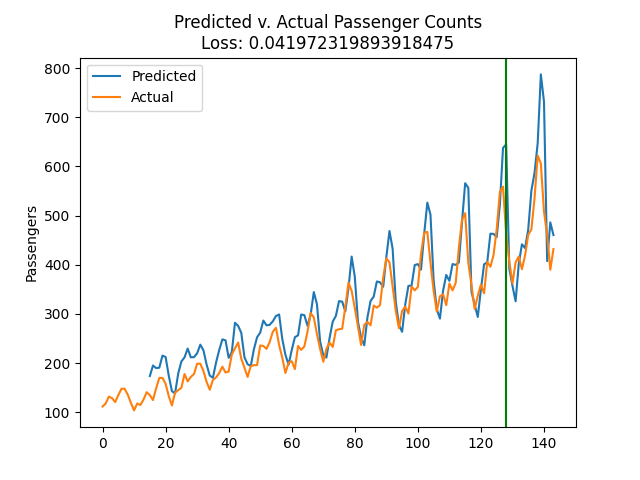 Predicted v. Actual Passenger Counts
Loss: 0.041972319893918475
Predicted
Actual
Passengers
800
700
600
500
400
300
200
100
0 20 40 60 80 100 120 140